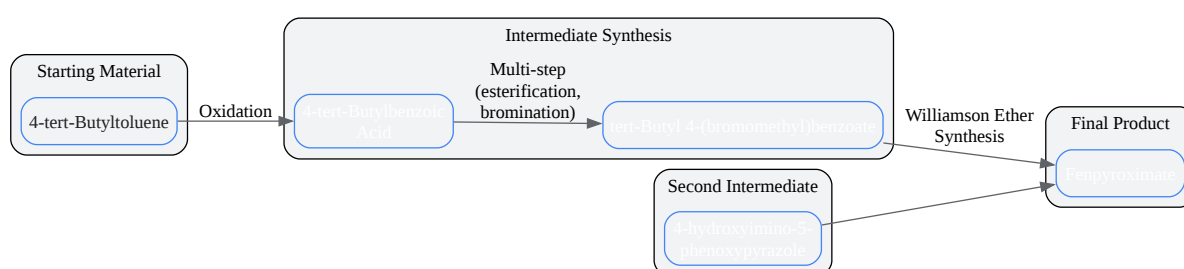 Starting Material
4-tert-Butyltoluene
Oxidation
Intermediate Synthesis
4-tert-Butylbenzoic
Acid
Multi-step
(esterification,
bromination)
tert-Butyl 4-(bromomethyl)benzoate
Williamson Ether
Synthesis
Second Intermediate
4-hydroxyimino-5-
phenoxypyrazole
Final Product
Fenpyroximate